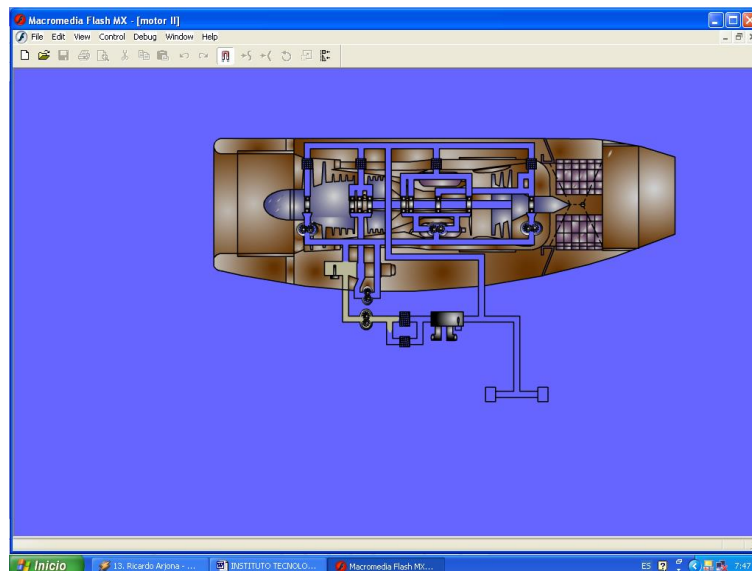 Macromedia Flash MX - [motor II]
File Edit View Control Debug Window Help
Inicio 13. Ricardo Arjona - ... INSTITUTO TECNOLO... Macromedia Flash MX... ES 7:47